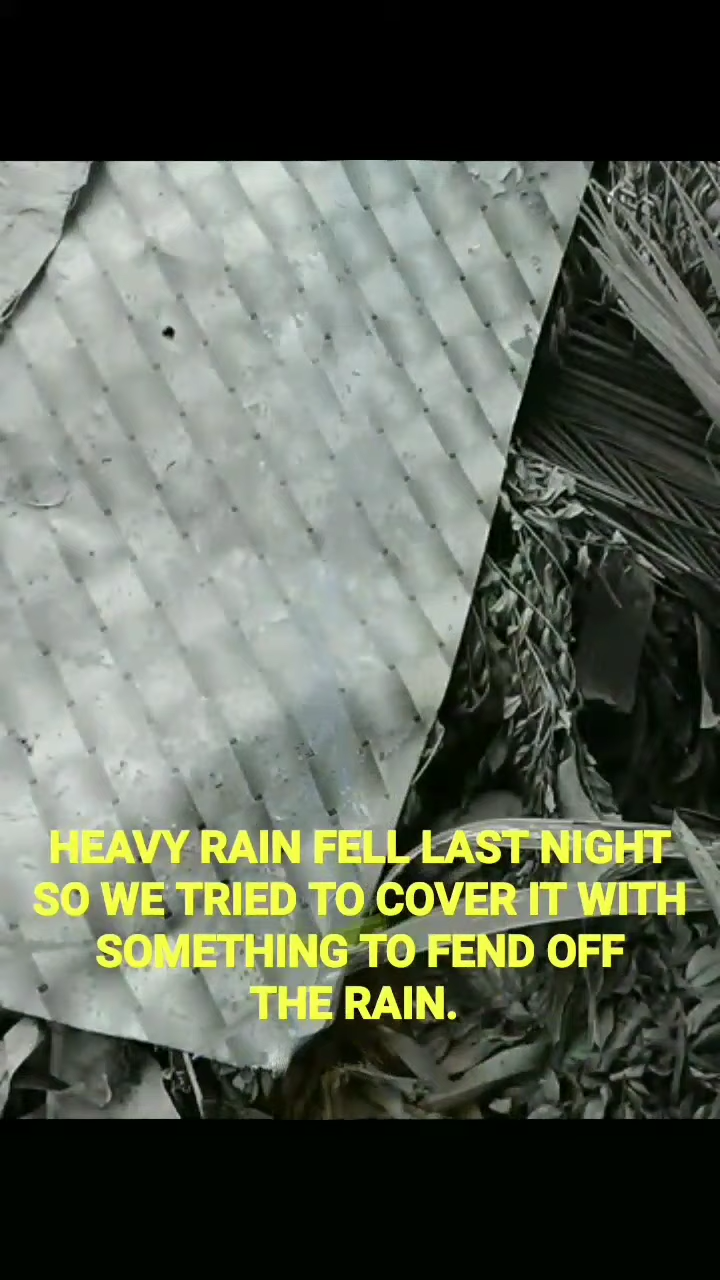 HEAVY RAIN FELL LAST NIGHT
SO WE TRIED TO COVER IT WITH
SOMETHING TO FEND OFF
THE RAIN.